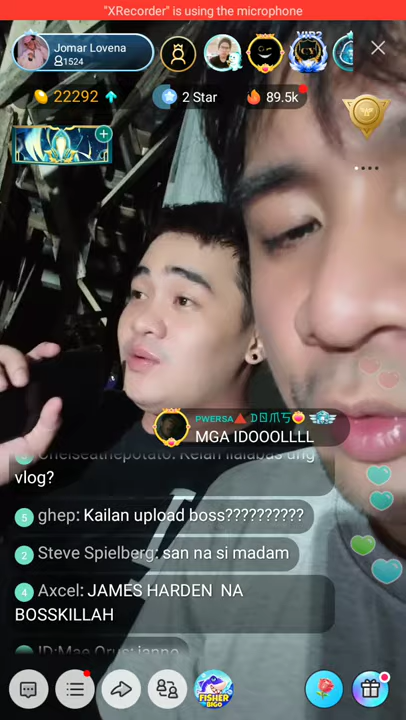 "XRecorder" is using the microphone
Jomar Lovena
1524
22292
2 Star
89.5k
PWERSA
MGA IDOOOLLLL
vlog?
5 ghep: Kailan upload boss??????????
2 Steve Spielberg: san na si madam
4 Axcel: JAMES HARDEN NA
BOSSKILLAH
FISHER
BIGO